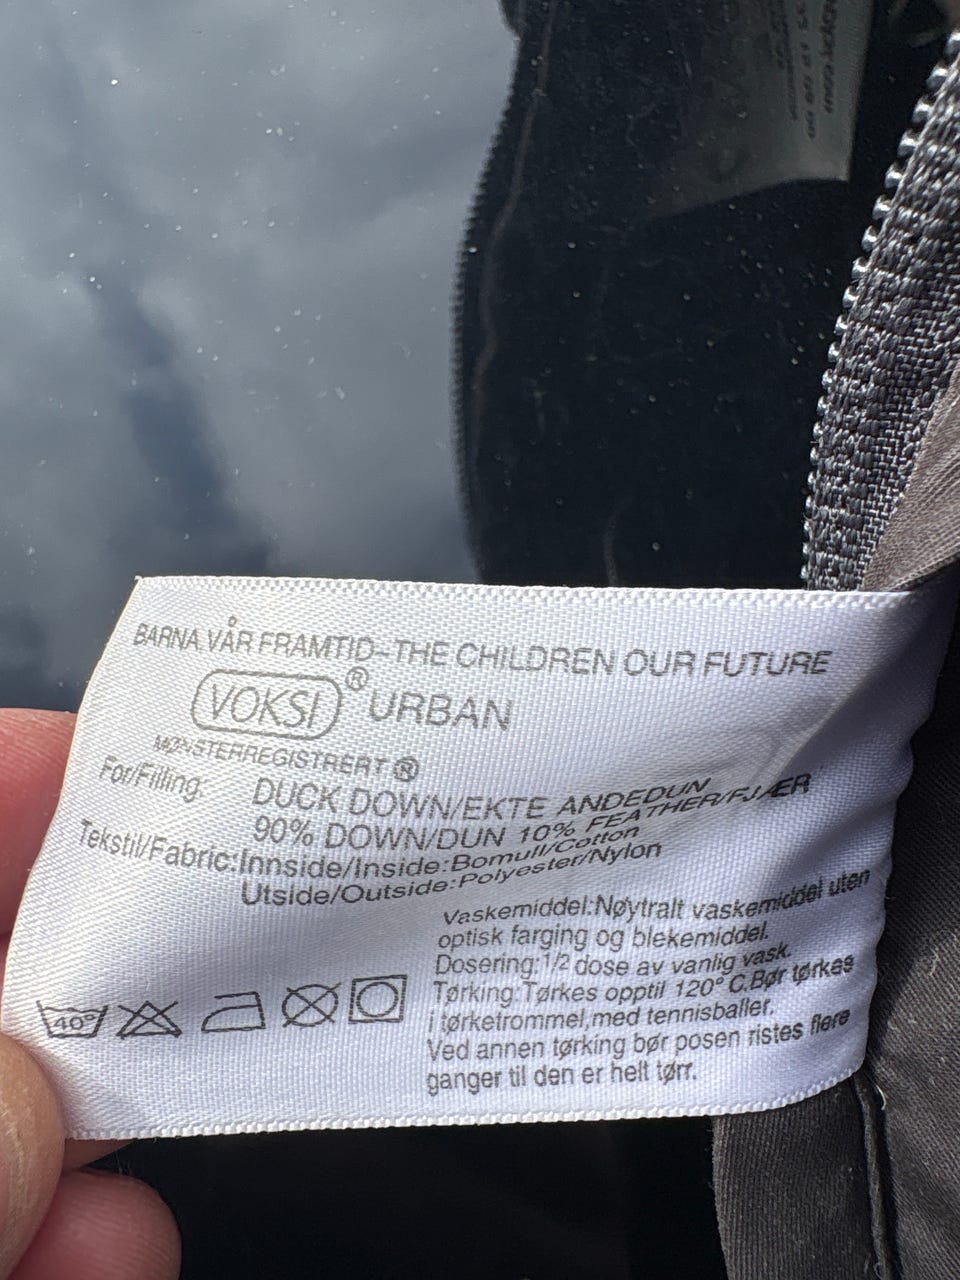 BARNA.VÅR FRAMTID~THE CHILDREN OUR FUTURE
VOKSI® URBAN
MØNSTERREGISTRERT ®
For/Filling: DUCK DOWN/EKTE ANDEDUN
90% DOWN/DUN 10% FEATHER/FJÆR
Tekstil/Fabric:Innside/Inside:Bomull/Cotton
Utside/Outside:Polyester/Nylon
Vaskemiddel:Nøytralt vaskemiddel uten
optisk farging og blekemiddel.
Dosering:1/2 dose av vanlig vask.
Tørking:Tørkes opptil 120° C.Bør tørkes
i tørketrommel,med tennisballer.
Ved annen tørking bør posen ristes flere
ganger til den er helt tørr.
40°